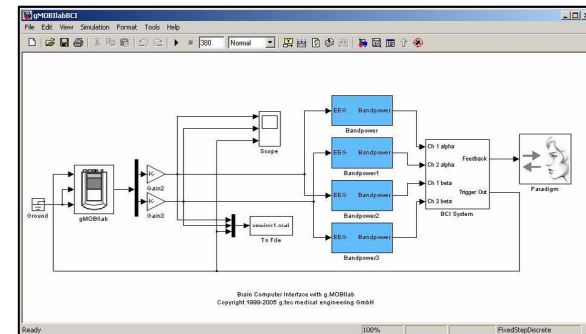 gMOBIlabBCI
File Edit View Simulation Format Tools Help
380
Normal
Ground
gMOBIlab
Gain2
Gain3
Scope
To File
EEG Bandpower
Bandpower
EEG Bandpower
Bandpower1
EEG Bandpower
Bandpower2
EEG Bandpower
Bandpower3
Ch 1 alpha
Ch 2 alpha
Ch 1 beta
Ch 2 beta
Feedback
Trigger Out
BCI System
Paradigm
Brain Computer Interface with g.MOBIlab
Copyright 1999-2005 g.tec medical engineering GmbH
Ready
100%
FixedStepDiscrete